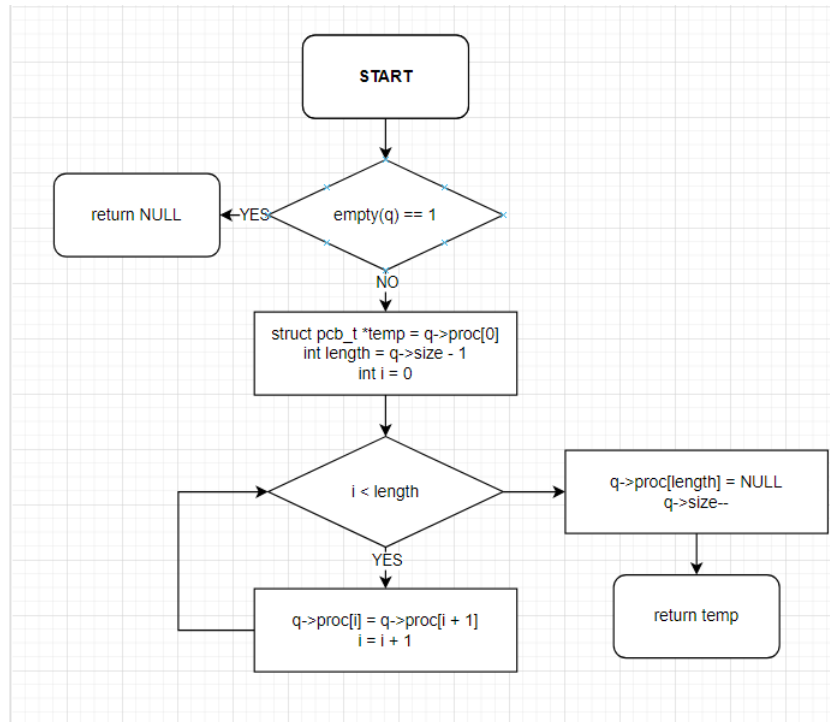 START
empty(q) == 1
YES
return NULL
NO
struct pcb_t *temp = q->proc[0]
int length = q->size - 1
int i = 0
i < length
q->proc[length] = NULL
q->size--
YES
q->proc[i] = q->proc[i + 1]
i = i + 1
return temp